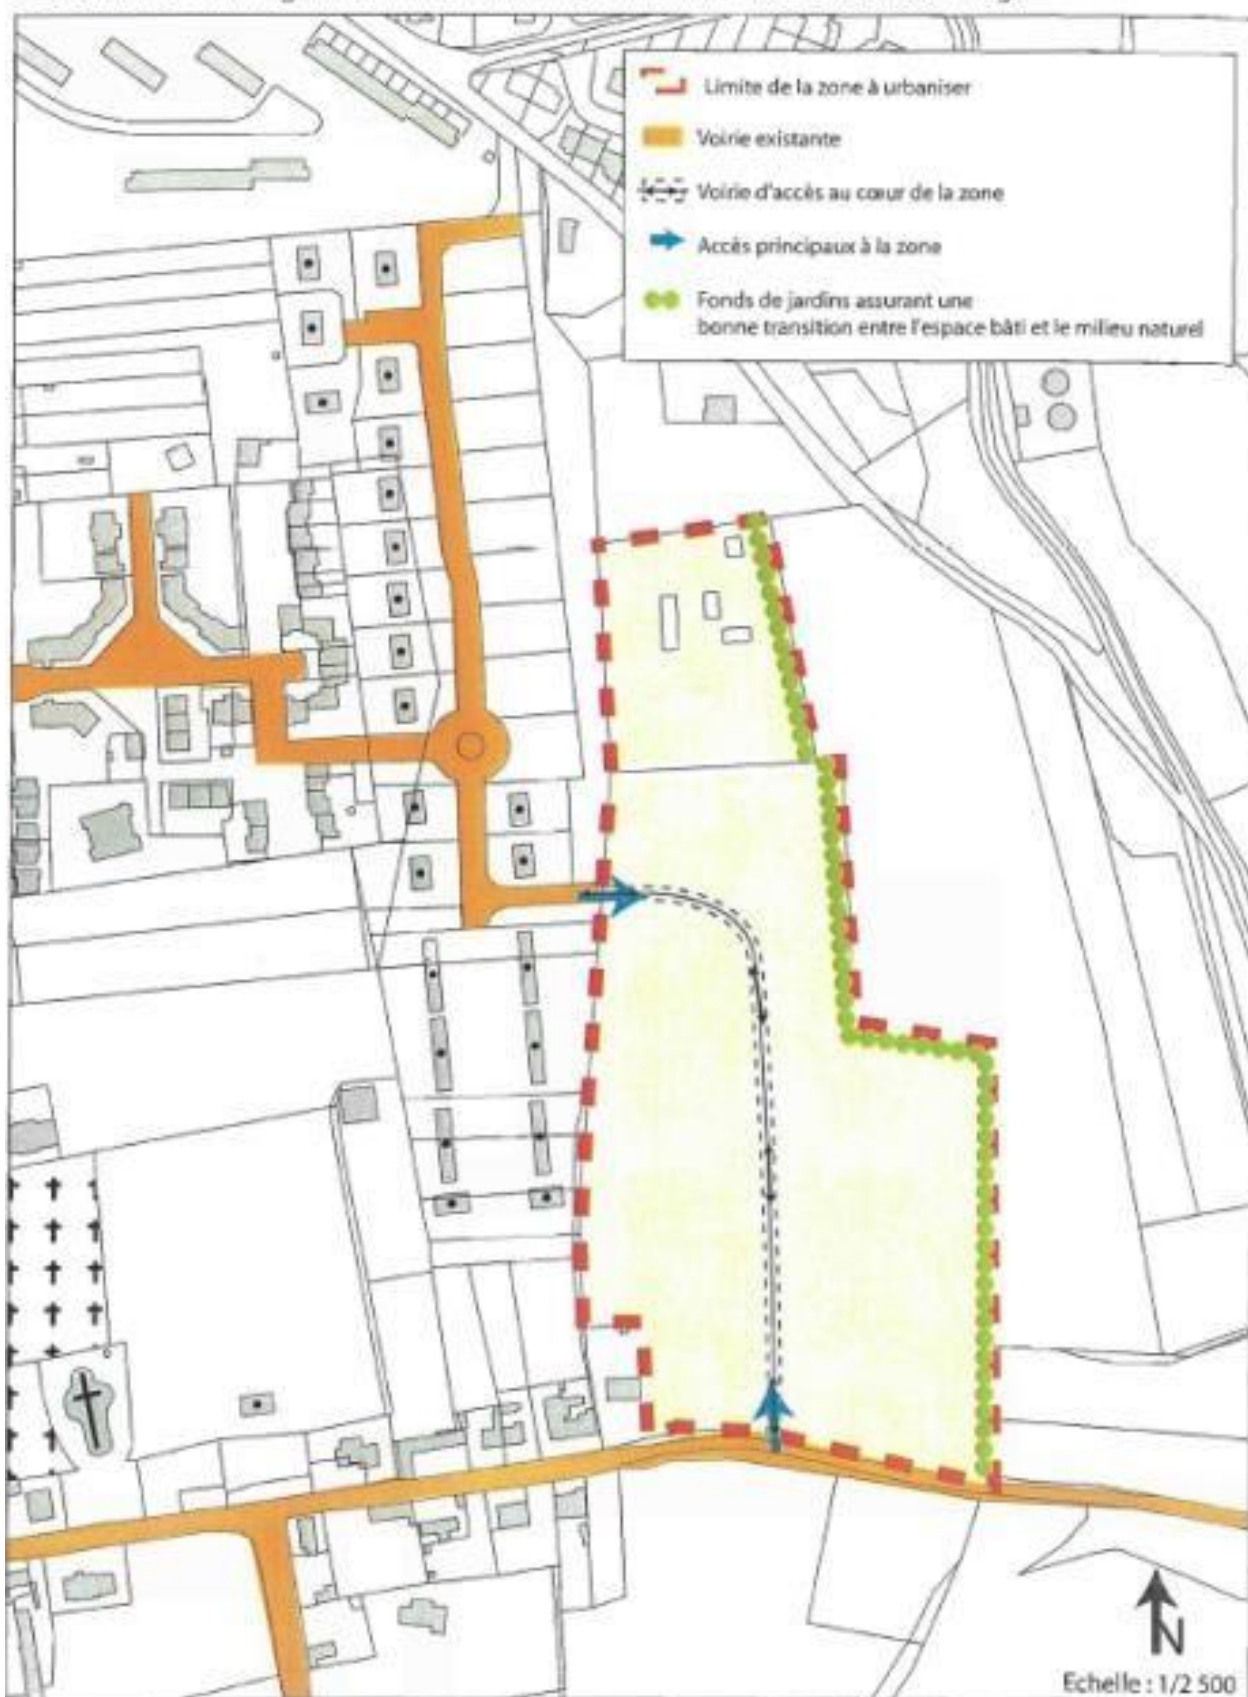 Limite de la zone à urbaniser
Voirie existante
Voirie d'accès au cœur de la zone
Accès principaux à la zone
Fonds de jardins assurant une
bonne transition entre l'espace bâti et le milieu naturel
N
Echelle : 1/2 500